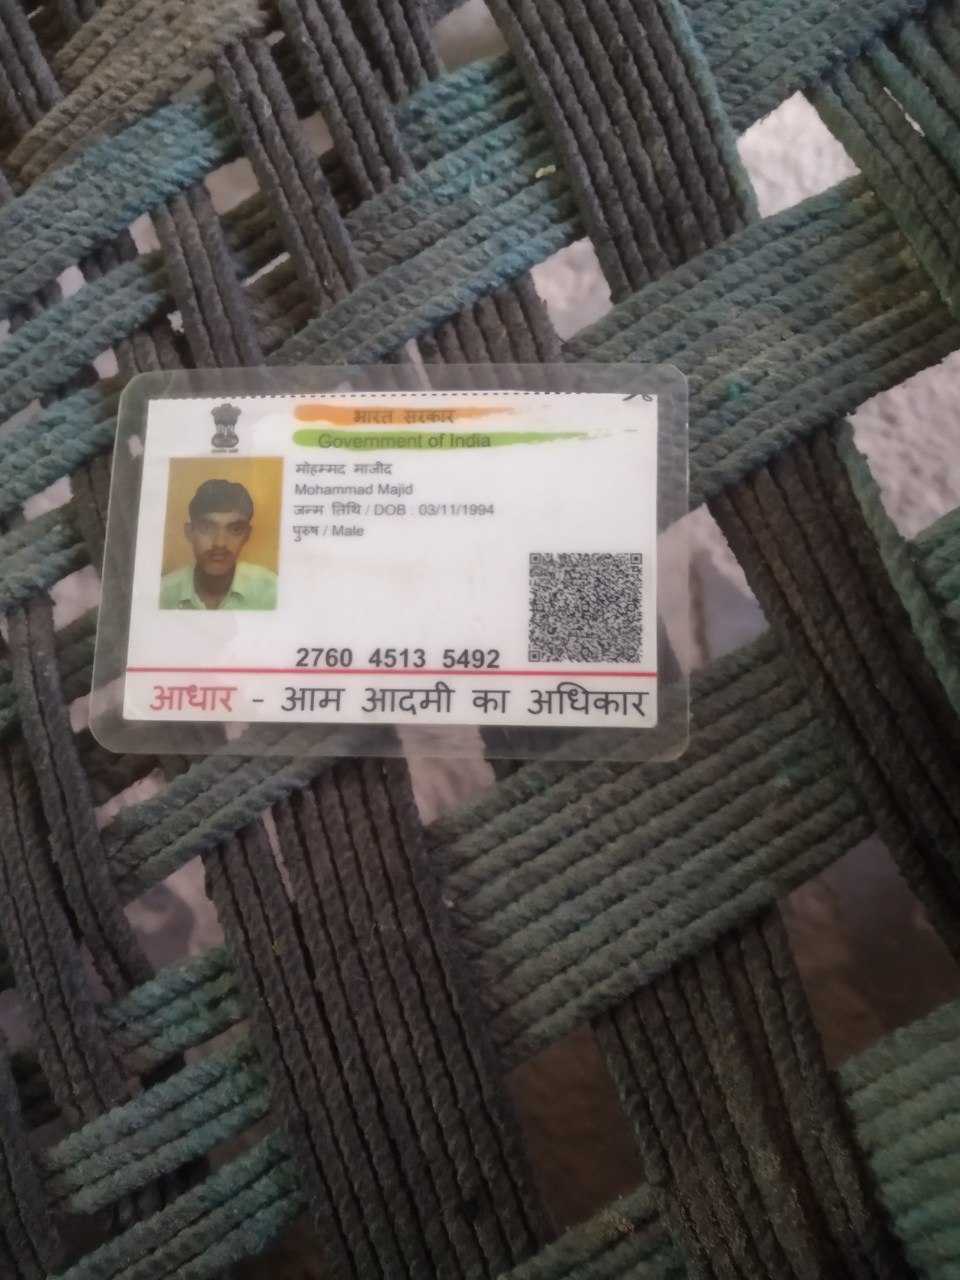 भारत सरकार
Government of India
मोहम्मद माजीद
Mohammad Majid
जन्म तिथि / DOB : 03/11/1994
पुरुष / Male
2760 4513 5492
आधार - आम आदमी का अधिकार